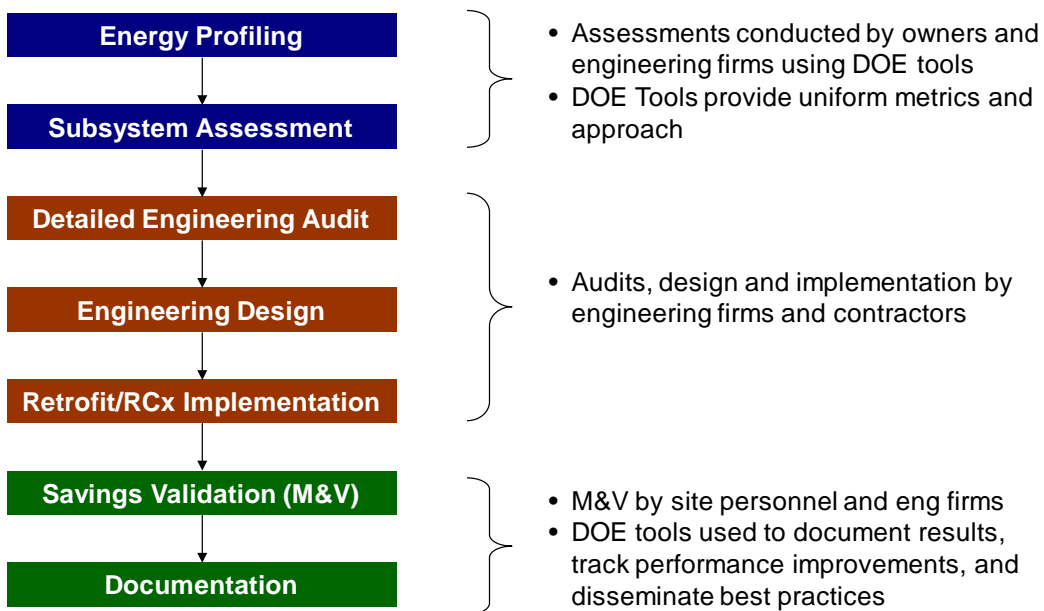 Energy Profiling
Subsystem Assessment
• Assessments conducted by owners and
engineering firms using DOE tools
• DOE Tools provide uniform metrics and
approach
Detailed Engineering Audit
Engineering Design
Retrofit/RCx Implementation
• Audits, design and implementation by
engineering firms and contractors
Savings Validation (M&V)
Documentation
• M&V by site personnel and eng firms
• DOE tools used to document results,
track performance improvements, and
disseminate best practices